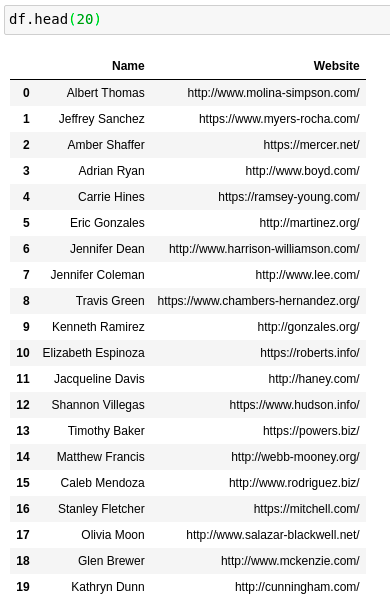 df.head(20)
Name Website
0 Albert Thomas http://www.molina-simpson.com/
1 Jeffrey Sanchez https://www.myers-rocha.com/
2 Amber Shaffer https://mercer.net/
3 Adrian Ryan http://www.boyd.com/
4 Carrie Hines https://ramsey-young.com/
5 Eric Gonzales http://martinez.org/
6 Jennifer Dean http://www.harrison-williamson.com/
7 Jennifer Coleman http://www.lee.com/
8 Travis Green https://www.chambers-hernandez.org/
9 Kenneth Ramirez http://gonzales.org/
10 Elizabeth Espinoza https://roberts.info/
11 Jacqueline Davis http://haney.com/
12 Shannon Villegas https://www.hudson.info/
13 Timothy Baker https://powers.biz/
14 Matthew Francis http://webb-mooney.org/
15 Caleb Mendoza http://www.rodriguez.biz/
16 Stanley Fletcher https://mitchell.com/
17 Olivia Moon http://www.salazar-blackwell.net/
18 Glen Brewer http://www.mckenzie.com/
19 Kathryn Dunn http://cunningham.com/